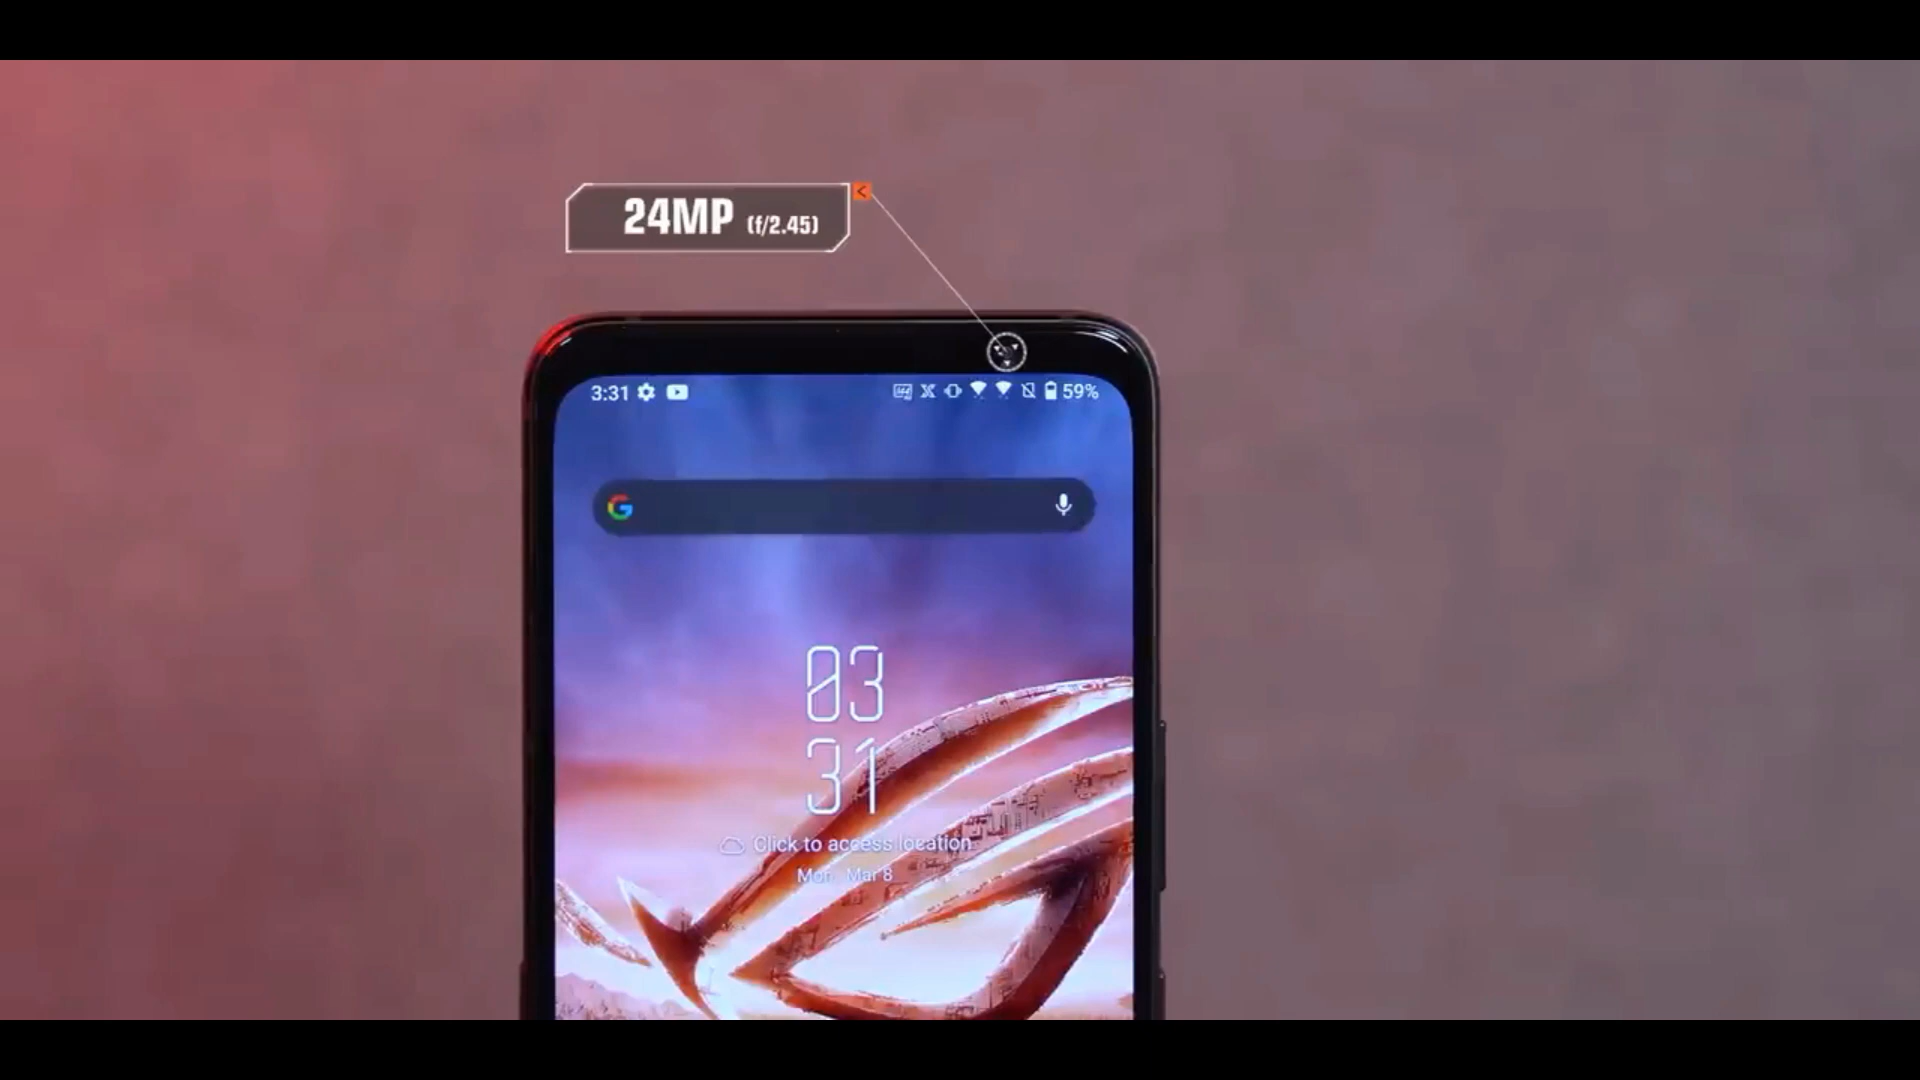 24MP (f/2.45)
3:31 59%
03
31
Click to access location
Mon, Mar 8